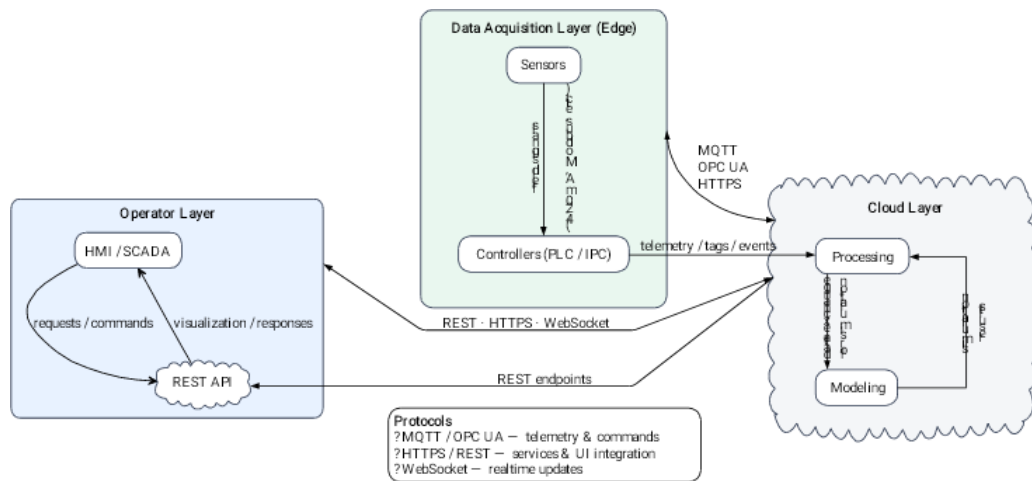 Data Acquisition Layer (Edge)
Sensors
Controllers (PLC / IPC)
MQTT
OPC UA
HTTPS
Operator Layer
HMI / SCADA
requests / commands
visualization / responses
REST API
telemetry / tags / events
REST · HTTPS · WebSocket
REST endpoints
Cloud Layer
Processing
Modeling
Protocols
?MQTT / OPC UA — telemetry & commands
?HTTPS / REST — services & UI integration
?WebSocket — realtime updates